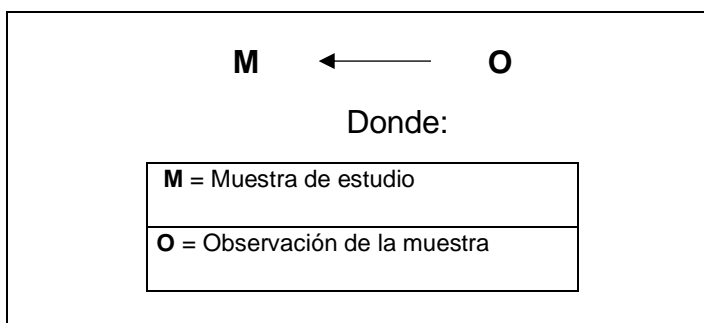 M O
Donde:
M = Muestra de estudio
O = Observación de la muestra